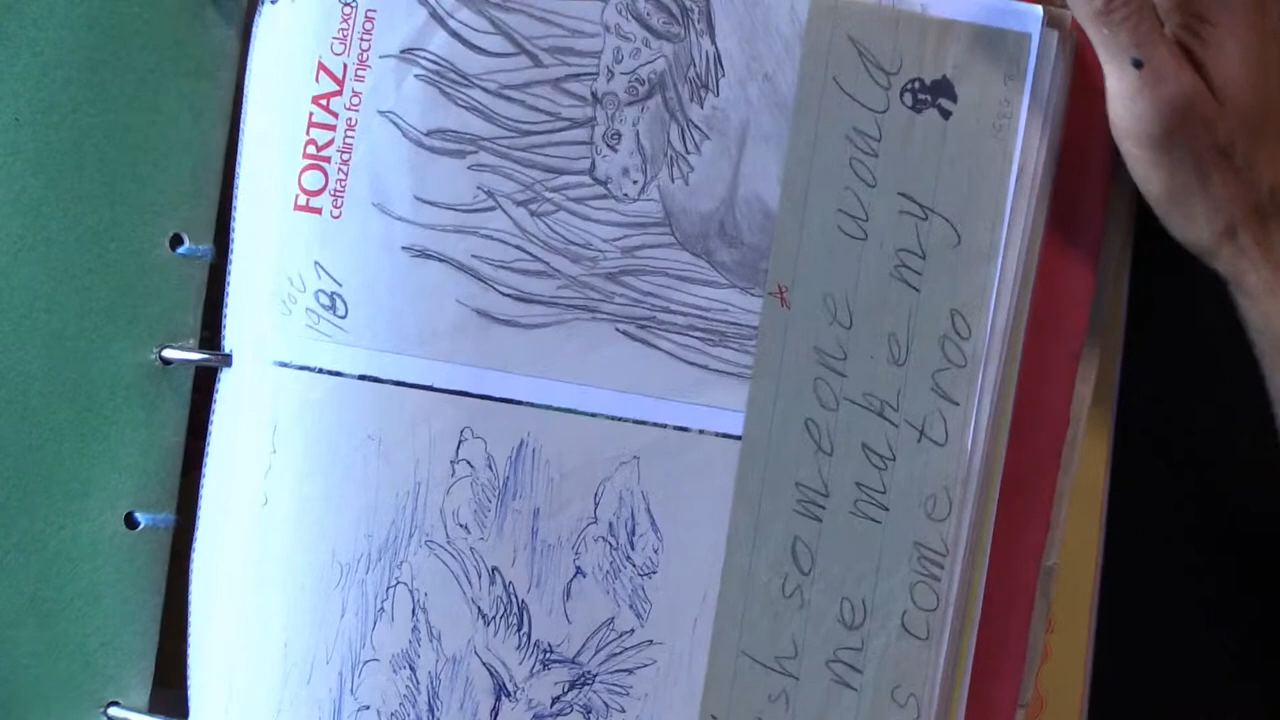 FORTAZ Glaxo
ceftazidime for injection
1987
sh someone would
me make my
s come troo